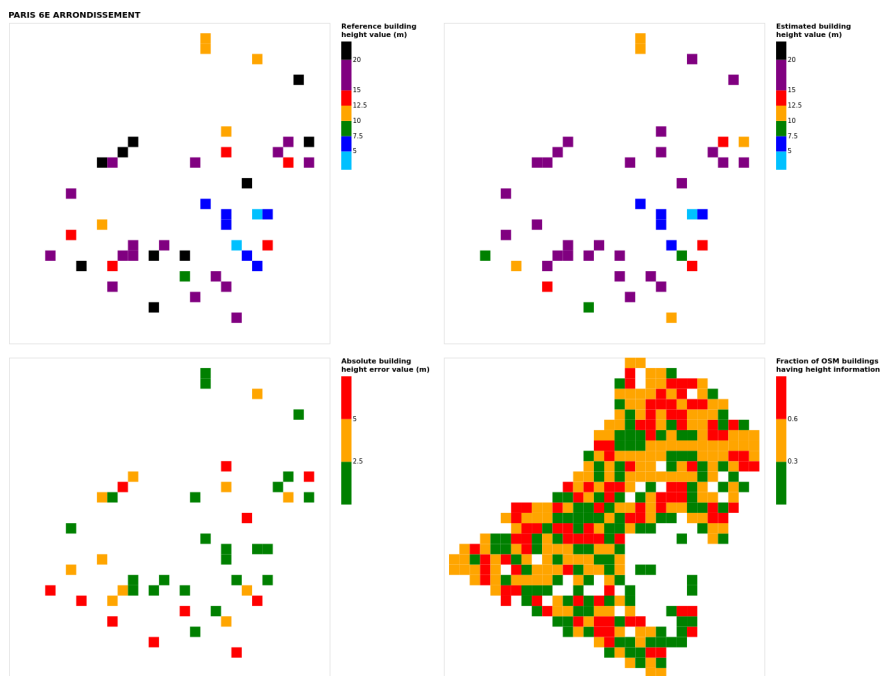 PARIS 6E ARRONDISSEMENT
Reference building
height value (m)
20
15
12.5
10
7.5
5
Estimated building
height value (m)
20
15
12.5
10
7.5
5
Absolute building
height error value (m)
5
2.5
Fraction of OSM buildings
having height information
0.6
0.3